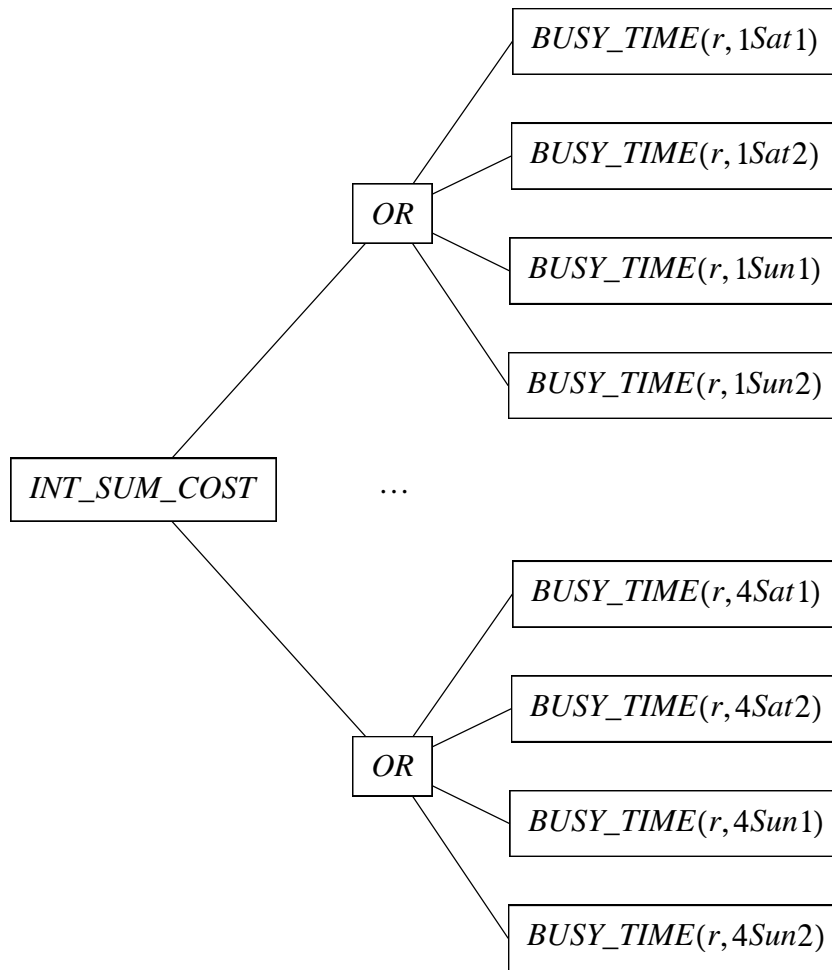 BUSY_TIME(r, 1Sat1)
BUSY_TIME(r, 1Sat2)
OR
BUSY_TIME(r, 1Sun1)
BUSY_TIME(r, 1Sun2)
INT_SUM_COST
...
BUSY_TIME(r, 4Sat1)
BUSY_TIME(r, 4Sat2)
OR
BUSY_TIME(r, 4Sun1)
BUSY_TIME(r, 4Sun2)